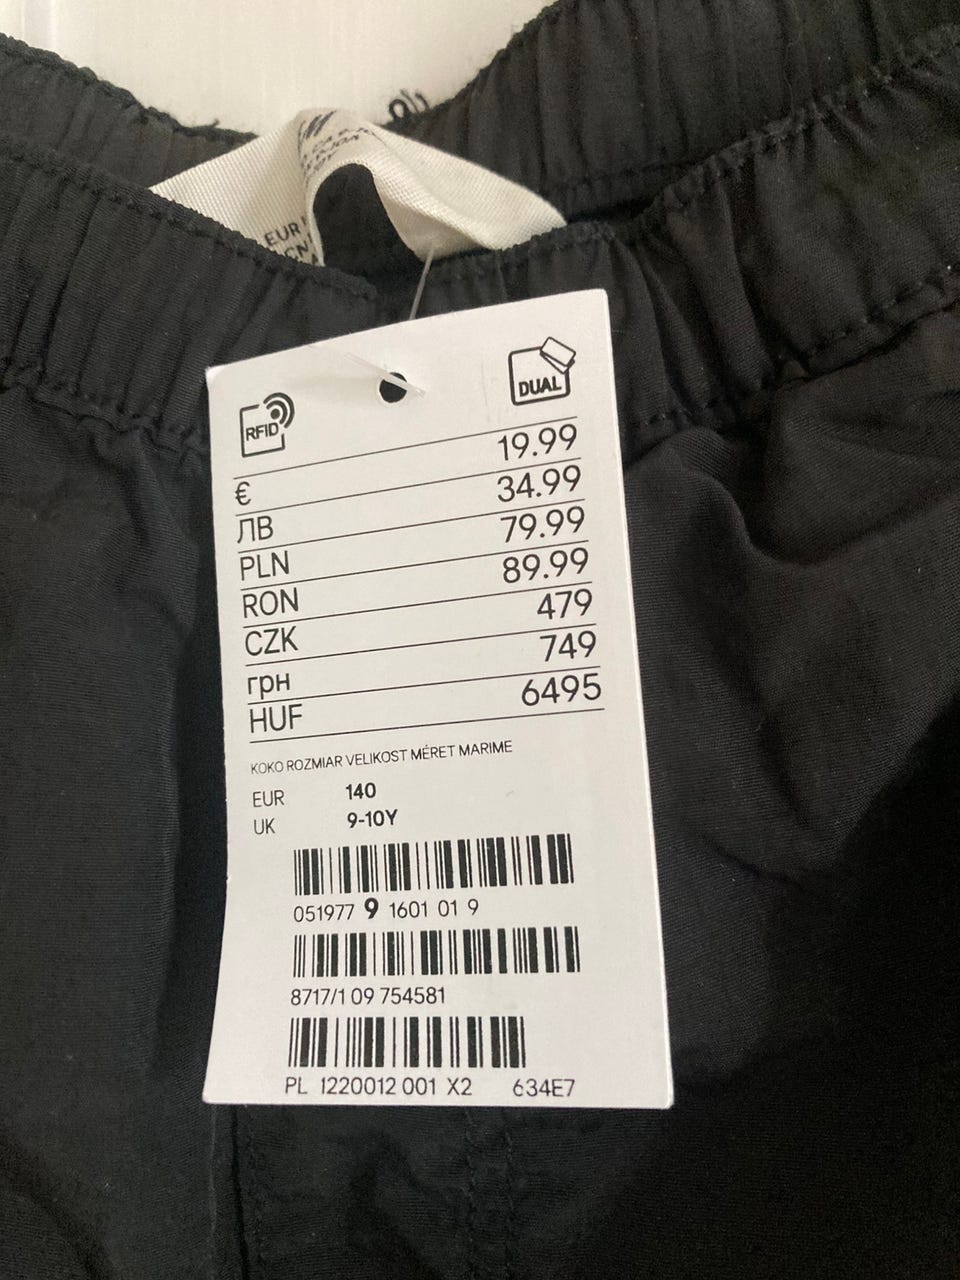 EUR
RFID
DUAL
€ 19.99
ЛВ 34.99
PLN 79.99
RON 89.99
CZK 479
грн 749
HUF 6495
KOKO ROZMIAR VELIKOST MÉRET MARIME
EUR 140
UK 9-10Y
051977 9 1601 01 9
8717/1 09 754581
PL 1220012 001 X2 634E7